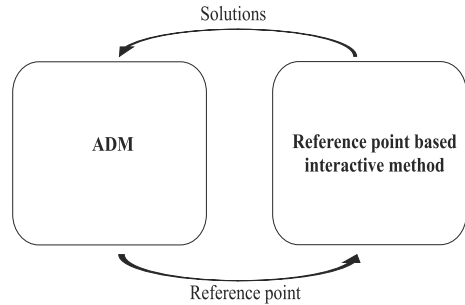 Solutions
ADM
Reference point based
interactive method
Reference point